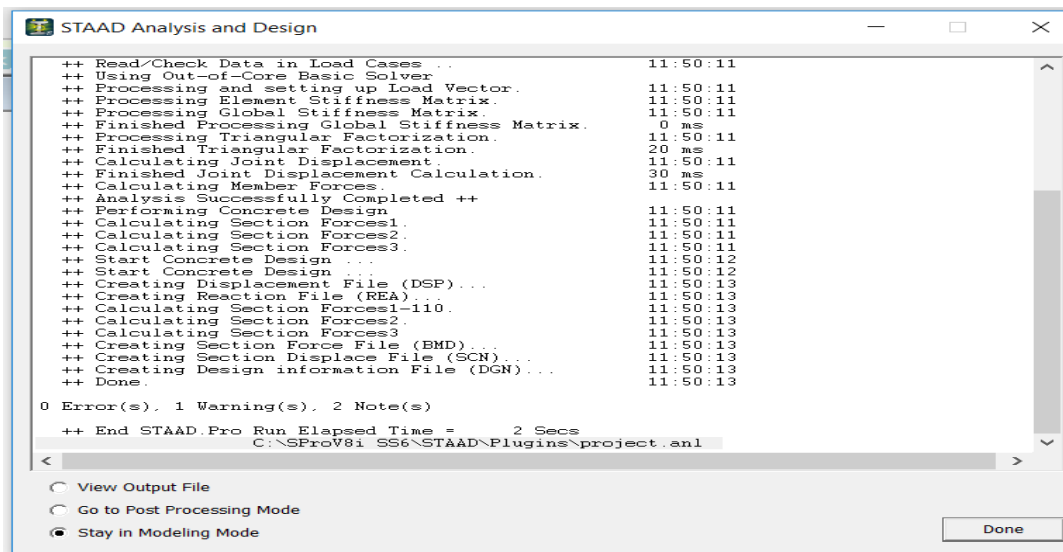 STAAD Analysis and Design
++ Read/Check Data in Load Cases .. 11:50:11
++ Using Out-of-Core Basic Solver
++ Processing and setting up Load Vector. 11:50:11
++ Processing Element Stiffness Matrix. 11:50:11
++ Processing Global Stiffness Matrix. 11:50:11
++ Finished Processing Global Stiffness Matrix. 0 ms
++ Processing Triangular Factorization. 11:50:11
++ Finished Triangular Factorization. 20 ms
++ Calculating Joint Displacement. 11:50:11
++ Finished Joint Displacement Calculation. 30 ms
++ Calculating Member Forces. 11:50:11
++ Analysis Successfully Completed ++
++ Performing Concrete Design 11:50:11
++ Calculating Section Forces1. 11:50:11
++ Calculating Section Forces2. 11:50:11
++ Calculating Section Forces3. 11:50:11
++ Start Concrete Design ... 11:50:12
++ Start Concrete Design ... 11:50:12
++ Creating Displacement File (DSP)... 11:50:13
++ Creating Reaction File (REA)... 11:50:13
++ Calculating Section Forces1-110. 11:50:13
++ Calculating Section Forces2. 11:50:13
++ Calculating Section Forces3 11:50:13
++ Creating Section Force File (BMD)... 11:50:13
++ Creating Section Displace File (SCN)... 11:50:13
++ Creating Design information File (DGN)... 11:50:13
++ Done. 11:50:13
0 Error(s), 1 Warning(s), 2 Note(s)
++ End STAAD.Pro Run Elapsed Time = 2 Secs
C:\SProV8i SS6\STAAD\Plugins\project.anl
View Output File
Go to Post Processing Mode
Stay in Modeling Mode
Done